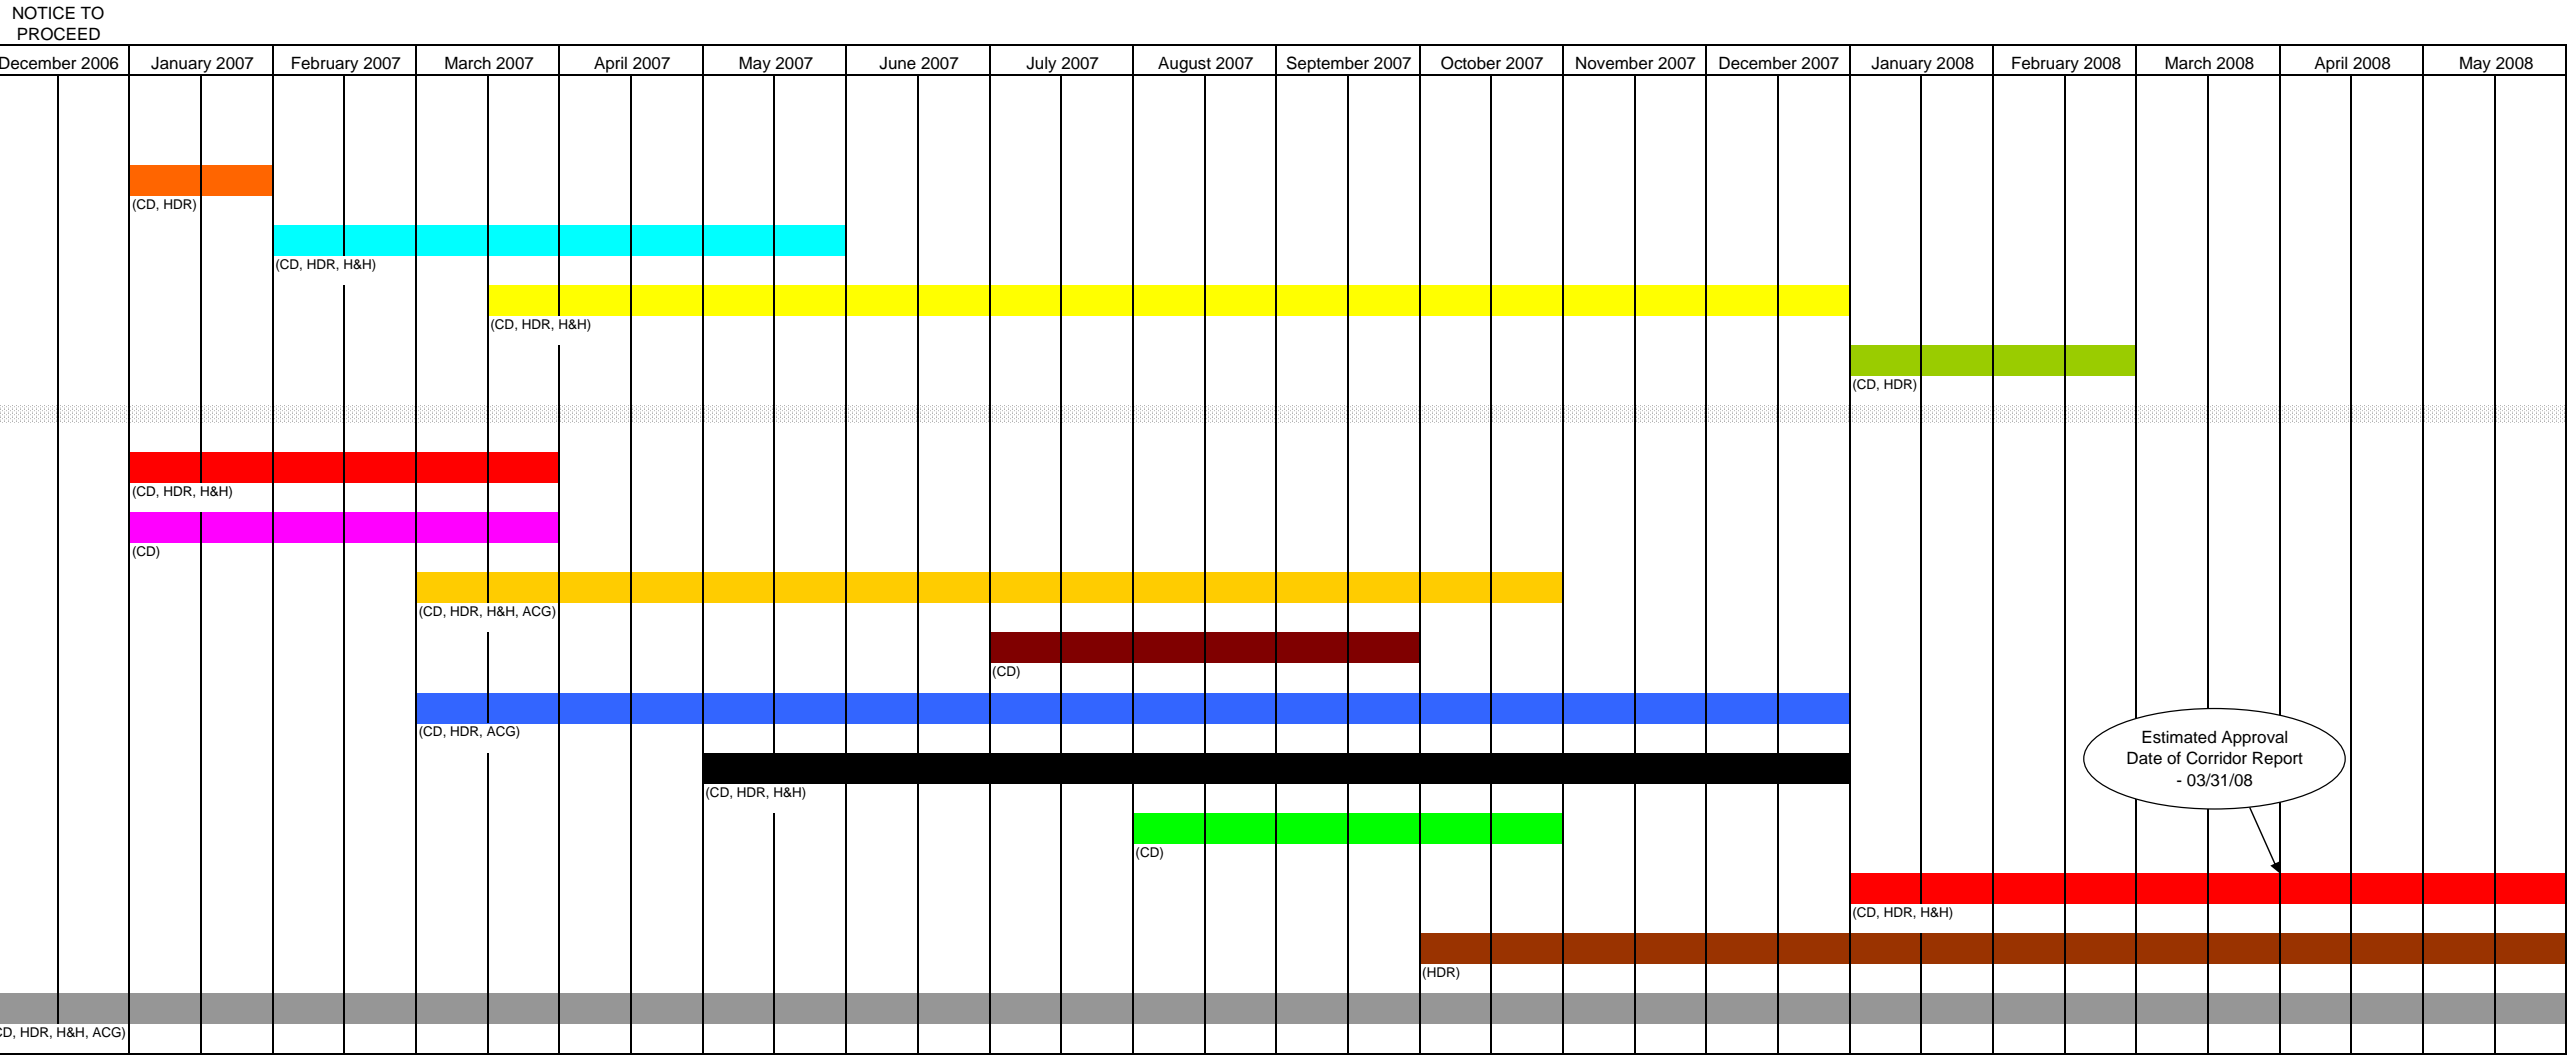 NOTICE TO
PROCEED
December 2006 January 2007 February 2007 March 2007 April 2007 May 2007 June 2007 July 2007 August 2007 September 2007 October 2007 November 2007 December 2007 January 2008 February 2008 March 2008 April 2008 May 2008
(CD, HDR)
(CD, HDR, H&H)
(CD, HDR, H&H)
(CD, HDR)
(CD, HDR, H&H)
(CD)
(CD, HDR, H&H, ACG)
(CD)
(CD, HDR, ACG)
Estimated Approval
Date of Corridor Report
- 03/31/08
(CD, HDR, H&H)
(CD)
(CD, HDR, H&H)
(HDR)
CD, HDR, H&H, ACG)